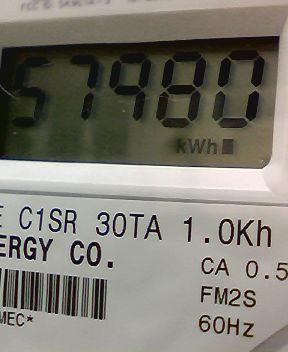 57980
kWh
E C1SR 30TA 1.0Kh
ERGY CO.
CA 0.5
FM2S
MEC*
60Hz